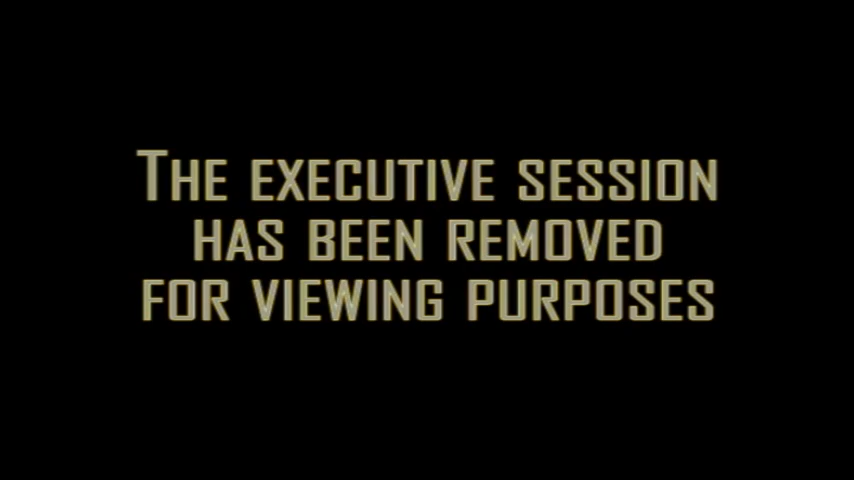 The executive session
has been removed
for viewing purposes